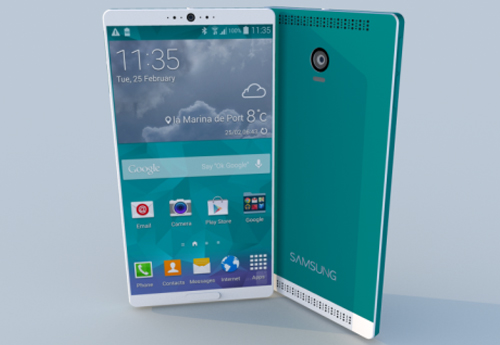 11:35
100%
11:35
Tue, 25 February
la Marina de Port
8°C
Google
Say "Ok Google"
Email
Camera
Play Store
Google
Phone
Contacts
Messages
Internet
Apps
SAMSUNG